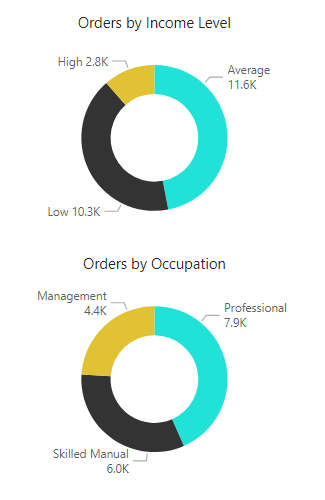 Orders by Income Level
High 2.8K
Average
11.6K
Low 10.3K
Orders by Occupation
Management
4.4K
Professional
7.9K
Skilled Manual
6.0K